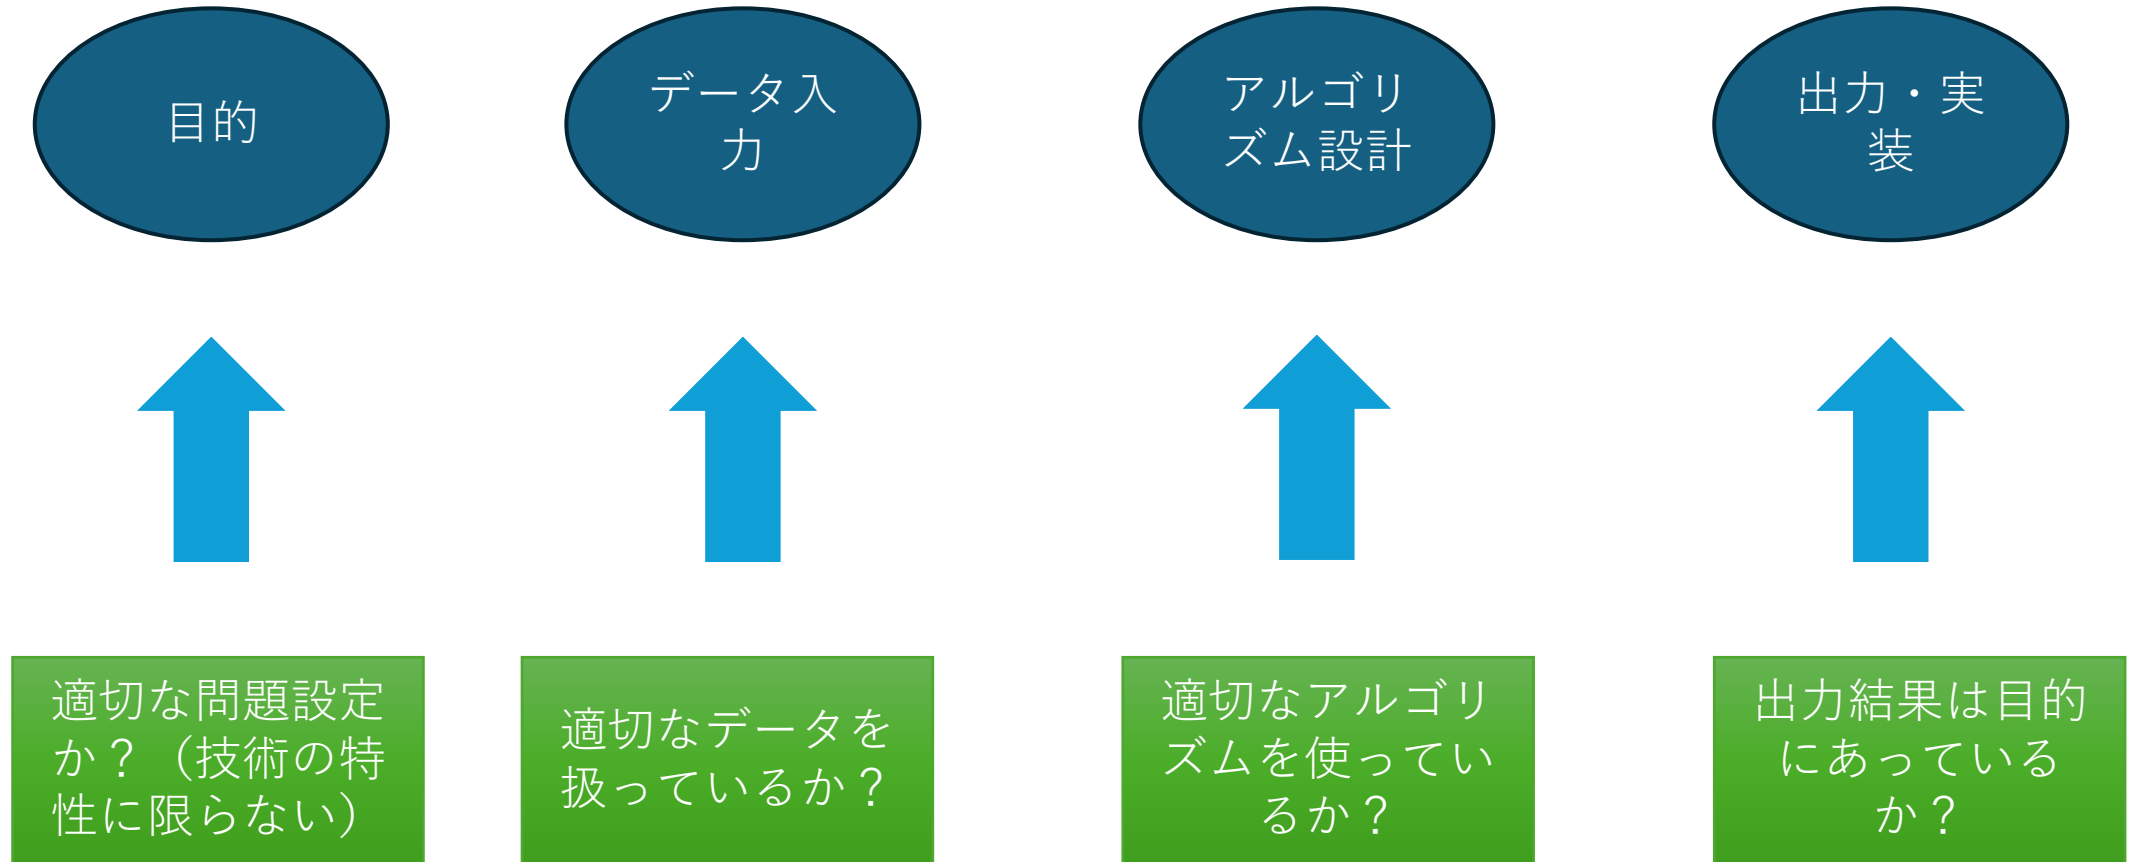 目的
データ入
力
アルゴリ
ズム設計
出力・実
装
適切な問題設定
か？（技術の特
性に限らない）
適切なデータを
扱っているか？
適切なアルゴリ
ズムを使ってい
るか？
出力結果は目的
にあっている
か？